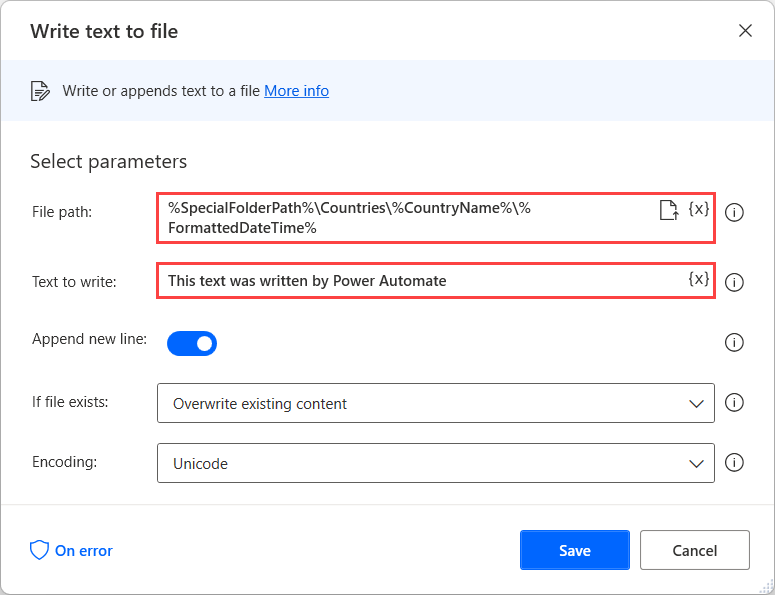 Write text to file
Write or appends text to a file More info
Select parameters
File path:
%SpecialFolderPath%\Countries\%CountryName%\%
FormattedDateTime%
{x}
Text to write:
This text was written by Power Automate
{x}
Append new line:
If file exists:
Overwrite existing content
Encoding:
Unicode
On error
Save
Cancel